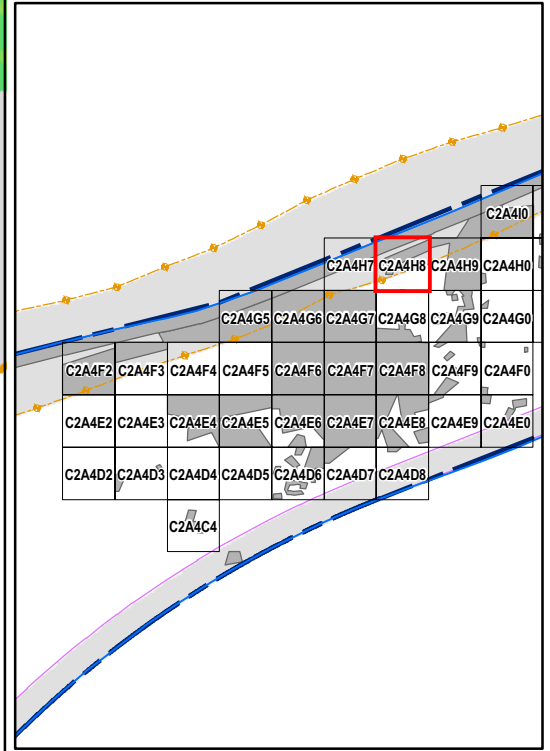 C2A4I0
C2A4H7 C2A4H8 C2A4H9 C2A4H0
C2A4G5 C2A4G6 C2A4G7 C2A4G8 C2A4G9 C2A4G0
C2A4F2 C2A4F3 C2A4F4 C2A4F5 C2A4F6 C2A4F7 C2A4F8 C2A4F9 C2A4F0
C2A4E2 C2A4E3 C2A4E4 C2A4E5 C2A4E6 C2A4E7 C2A4E8 C2A4E9 C2A4E0
C2A4D2 C2A4D3 C2A4D4 C2A4D5 C2A4D6 C2A4D7 C2A4D8
C2A4C4